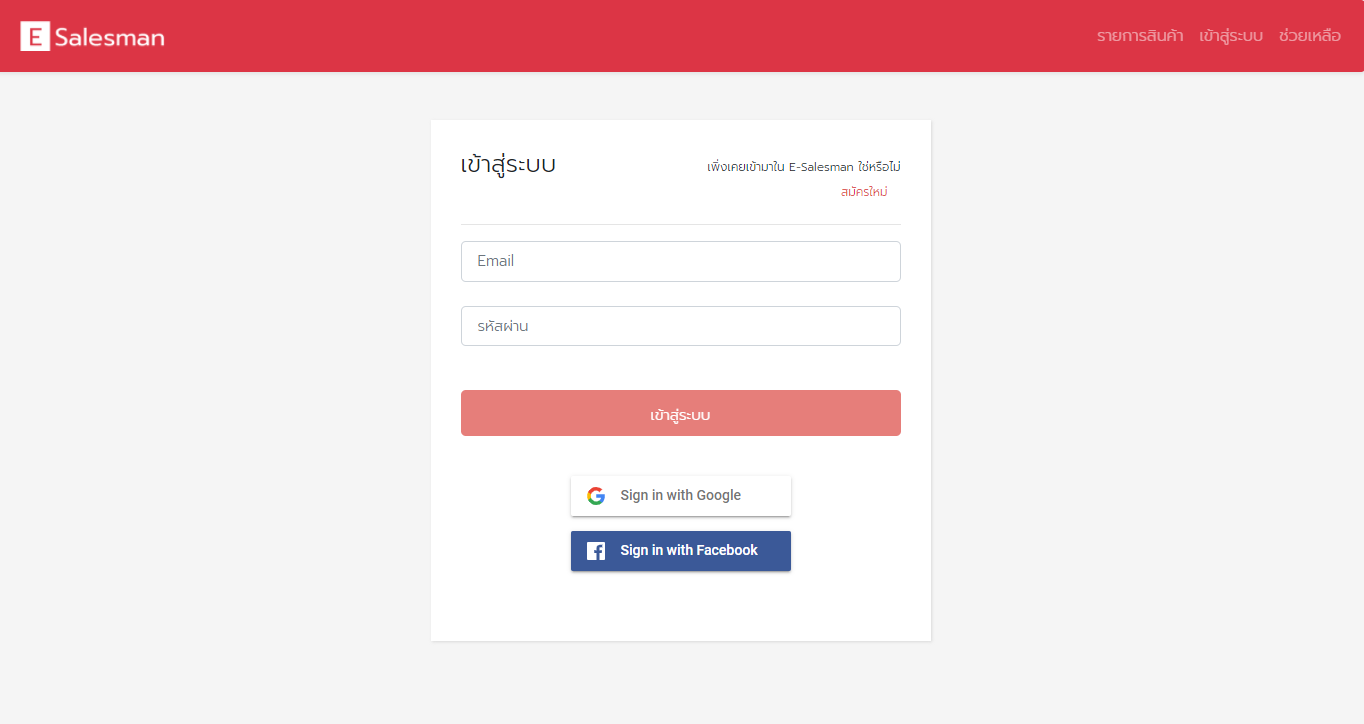 E Salesman
รายการสินค้า เข้าสู่ระบบ ช่วยเหลือ
เข้าสู่ระบบ
เพิ่งเคยเข้ามาใน E-Salesman ใช่หรือไม่
สมัครใหม่
Email
รหัสผ่าน
เข้าสู่ระบบ
Sign in with Google
Sign in with Facebook